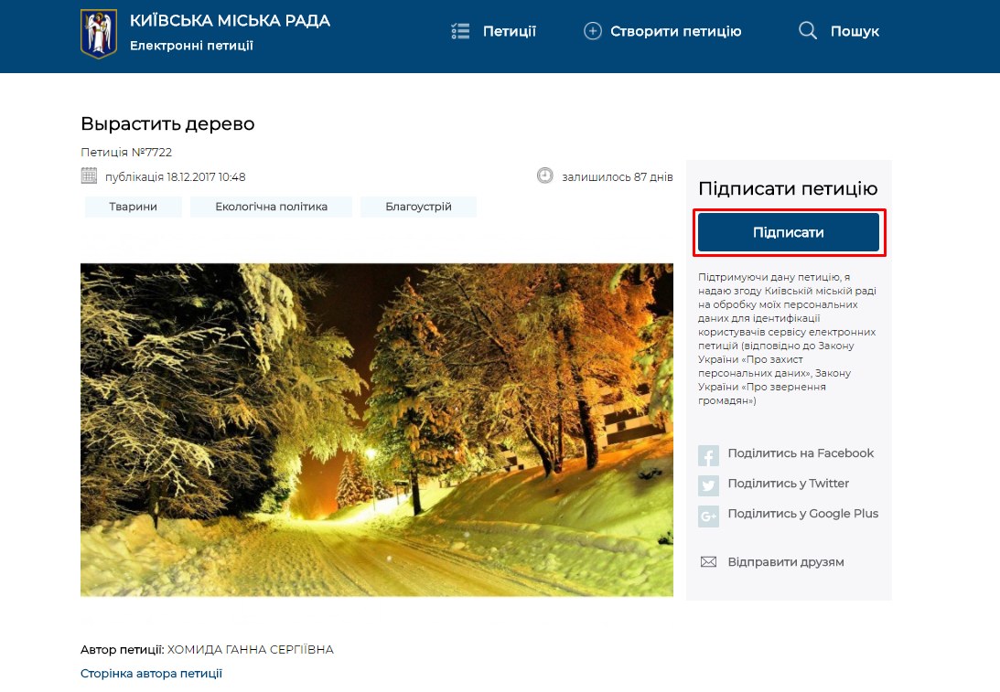 КИЇВСЬКА МІСЬКА РАДА
Електронні петиції
Петиції
Створити петицію
Пошук
Вырастить дерево
Петиція №7722
публікація 18.12.2017 10:48
залишилось 87 днів
Тварини
Екологічна політика
Благоустрій
Підписати петицію
Підписати
Підтримуючи дану петицію, я
надаю згоду Київській міській раді
на обробку моїх персональних
даних для ідентифікації
користувачів сервісу електронних
петицій (відповідно до Закону
України «Про захист
персональних даних», Закону
України «Про звернення
громадян»)
Поділитись на Facebook
Поділитись у Twitter
Поділитись у Google Plus
Відправити друзям
Автор петиції: ХОМИДА ГАННА СЕРГІЇВНА
Сторінка автора петиції